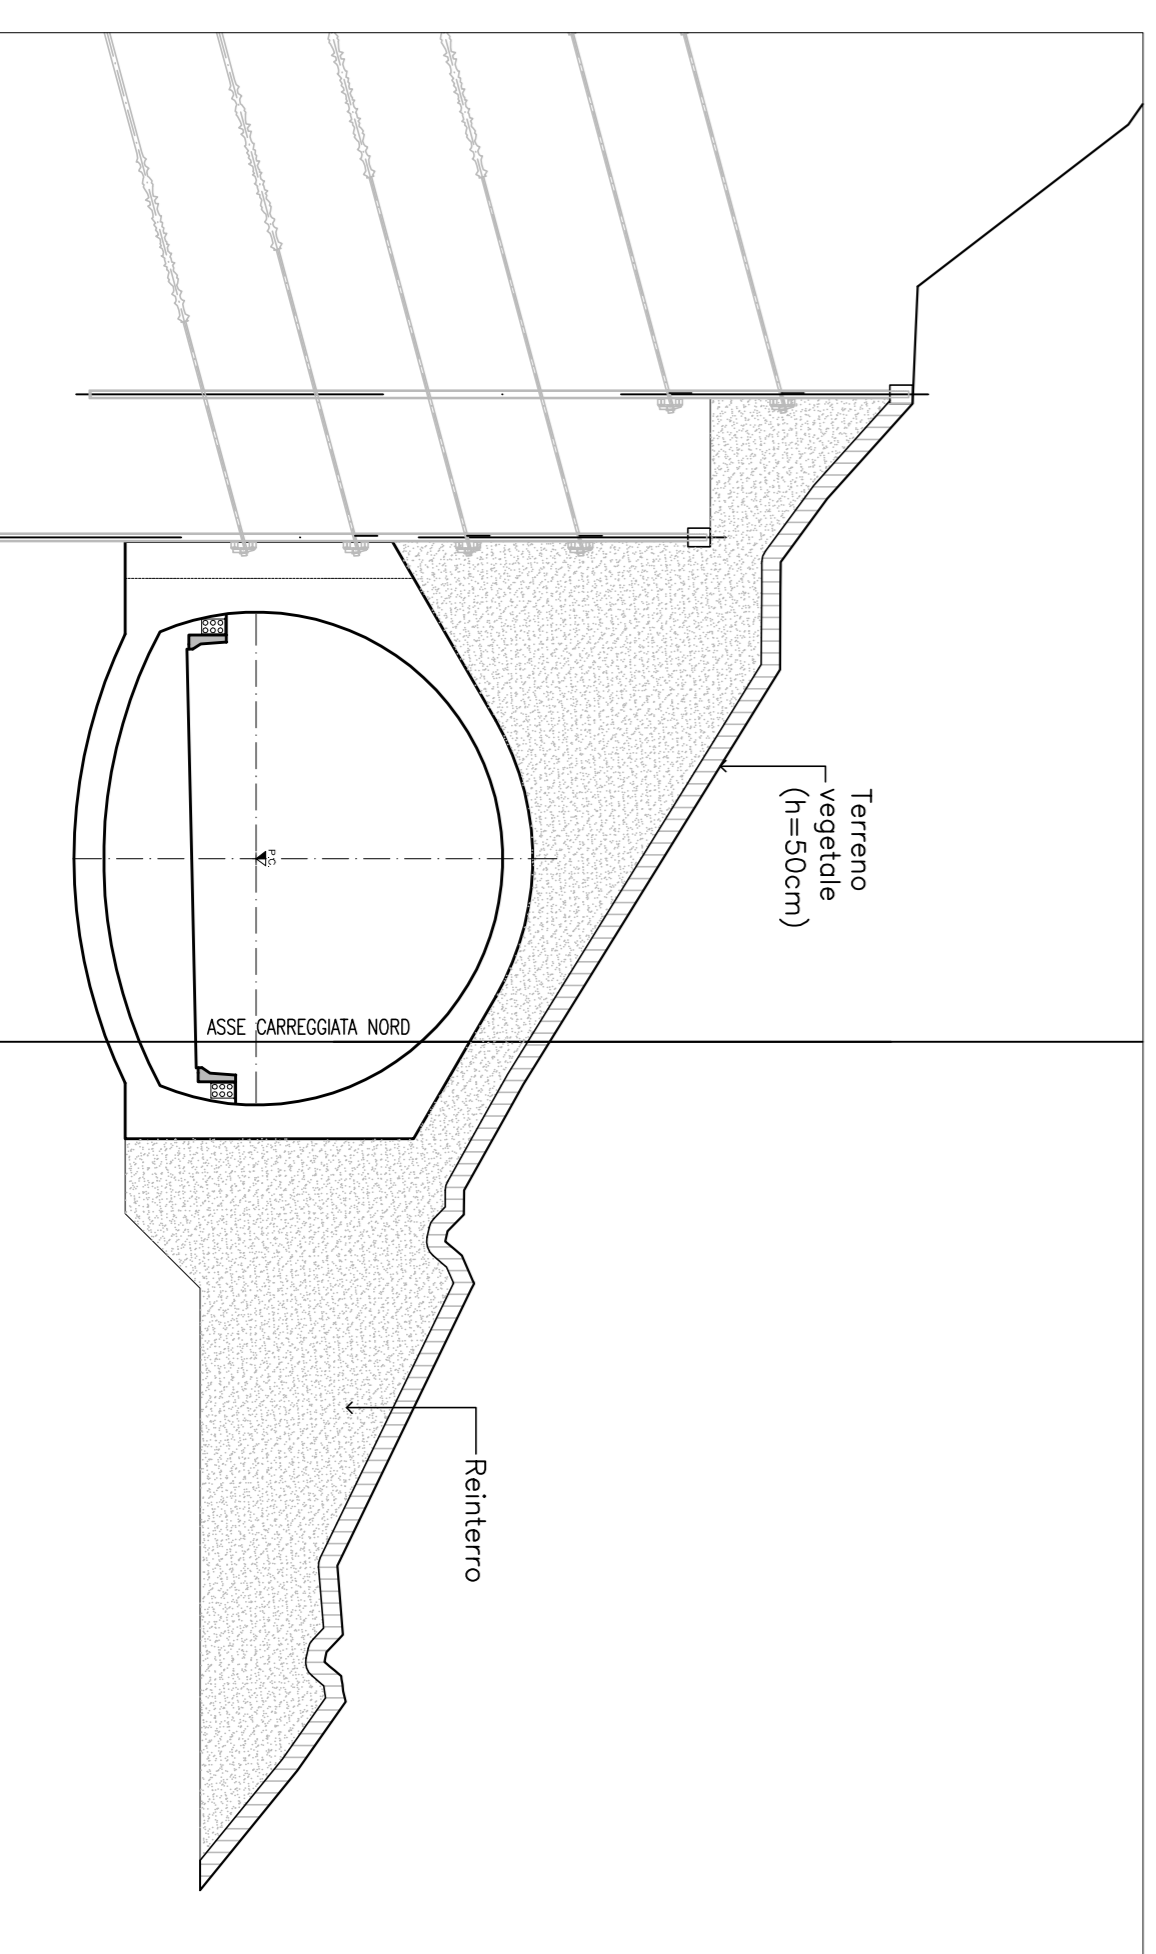 Terreno
vegetale
(h=50cm)
P.C.
ASSE CARREGGIATA NORD
Reinterro